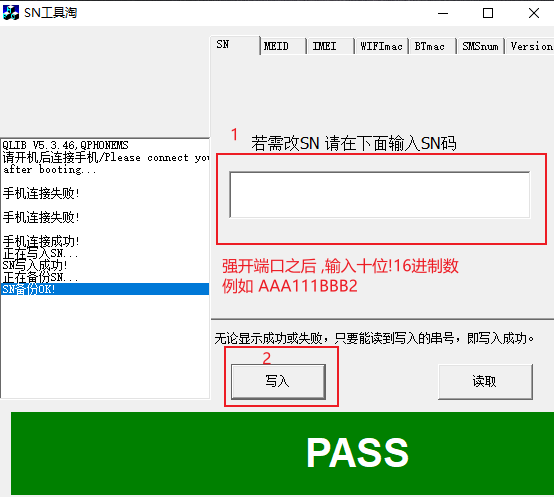 SN工具淘
SN
MEID
IMEI
WIFImac
BTmac
SMSnum
Version
QLIB V5.3.46,QPHONEMS
请开机后连接手机/Please connect you
after booting...
手机连接失败!
手机连接失败!
手机连接成功!
正在写入SN...
SN写入成功!
正在备份SN...
SN备份OK!
1
若需改SN 请在下面输入SN码
强开端口之后 ,输入十位!16进制数
例如 AAA111BBB2
无论显示成功或失败，只要能读到写入的串号，即写入成功。
2
写入
读取
PASS